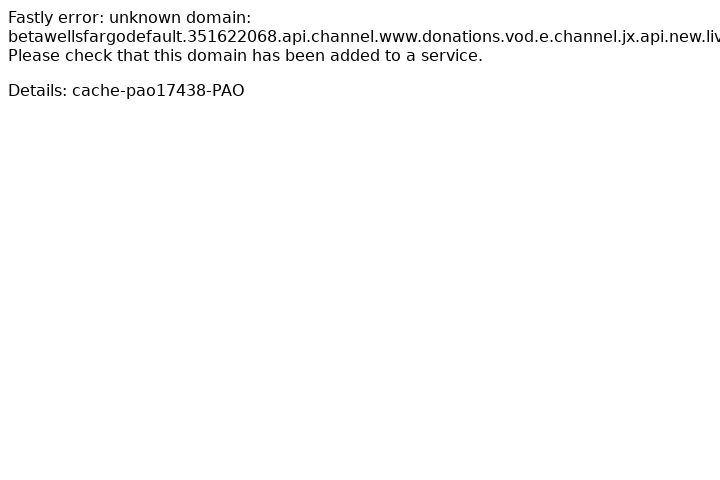 Fastly error: unknown domain:
betawellsfargodefault.351622068.api.channel.www.donations.vod.e.channel.jx.api.new.liv
Please check that this domain has been added to a service.
Details: cache-pao17438-PAO